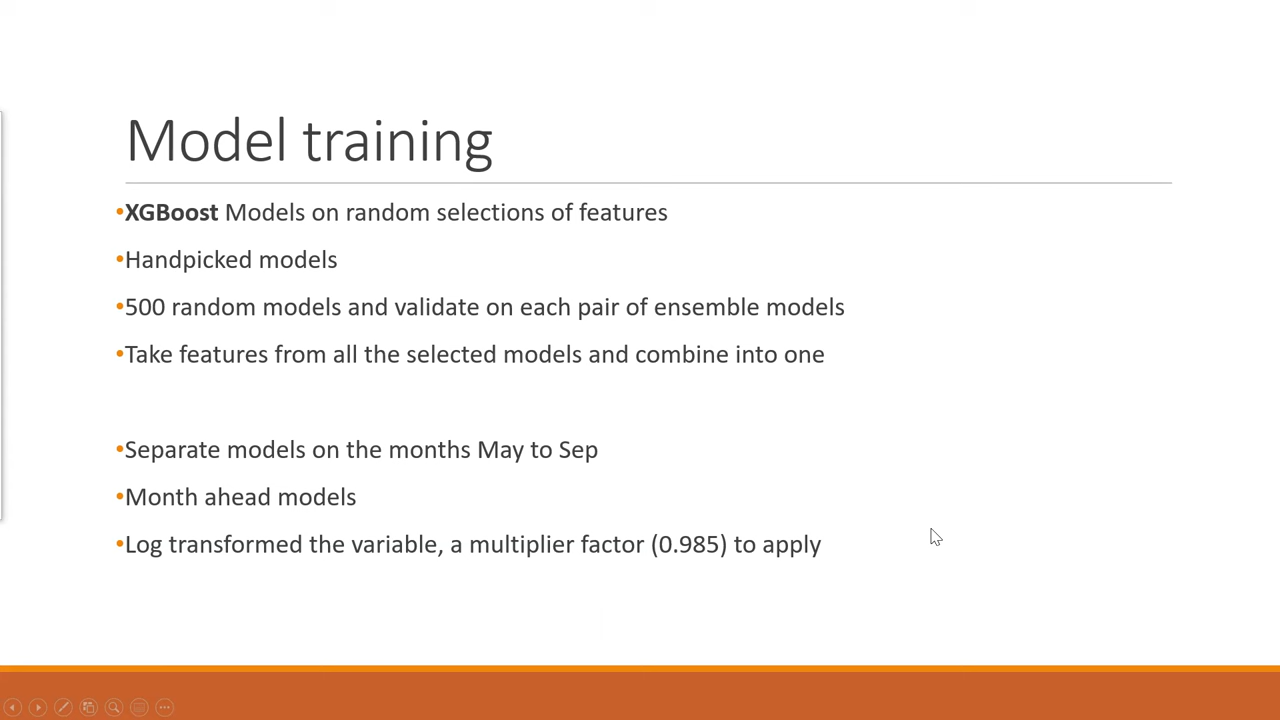 Model training
•XGBoost Models on random selections of features
•Handpicked models
•500 random models and validate on each pair of ensemble models
•Take features from all the selected models and combine into one
•Separate models on the months May to Sep
•Month ahead models
•Log transformed the variable, a multiplier factor (0.985) to apply